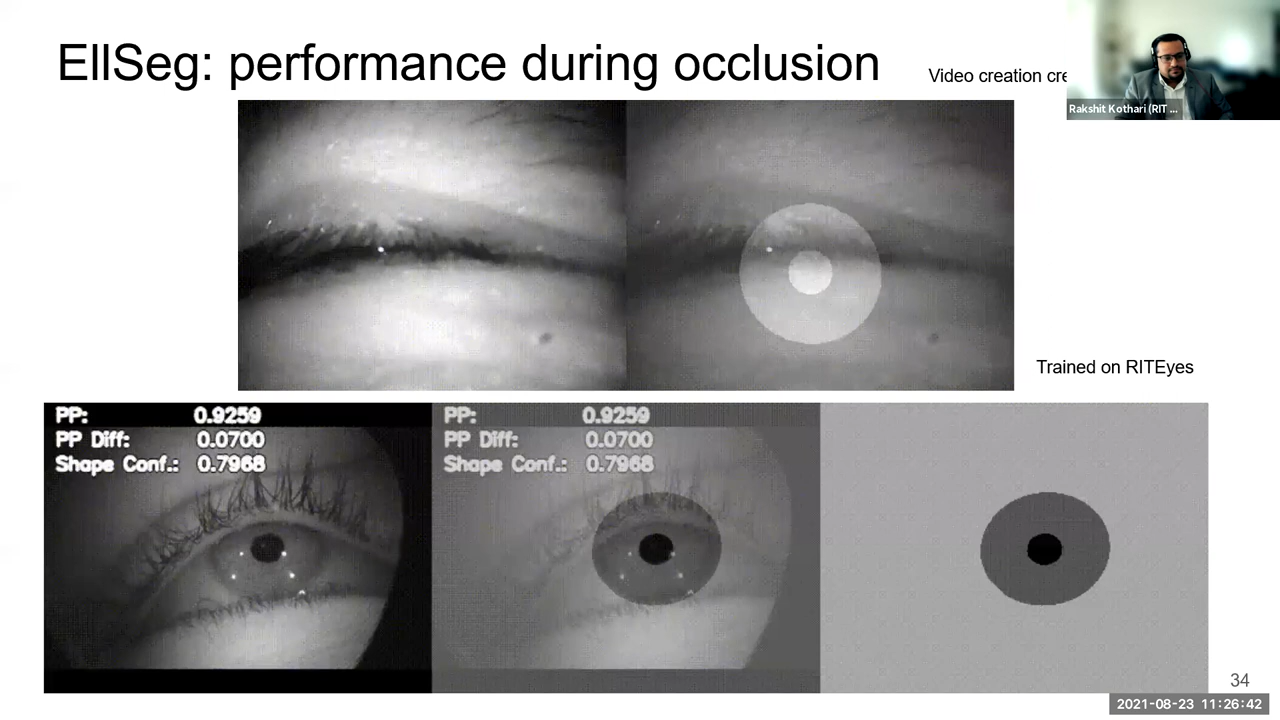 EllSeg: performance during occlusion
Video creation cre
Rakshit Kothari (RIT ...
Trained on RITEyes
PP: 0.9259
PP Diff: 0.0700
Shape Conf.: 0.7968
PP: 0.9259
PP Diff: 0.0700
Shape Conf.: 0.7968
34
2021-08-23 11:26:42